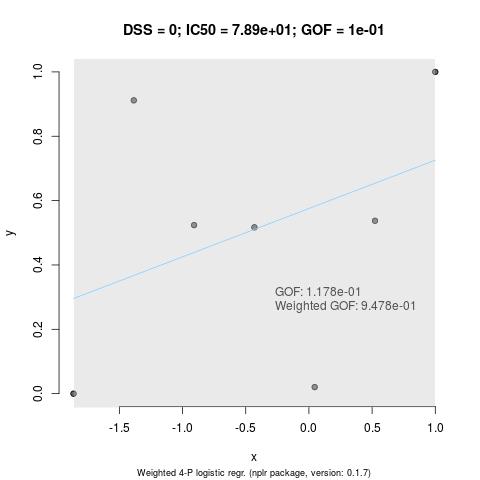 DSS = 0; IC50 = 7.89e+01; GOF = 1e-01
1.0
0.8
0.6
y
0.4
GOF: 1.178e-01
Weighted GOF: 9.478e-01
0.2
0.0
-1.5 -1.0 -0.5 0.0 0.5 1.0
x
Weighted 4-P logistic regr. (nplr package, version: 0.1.7)